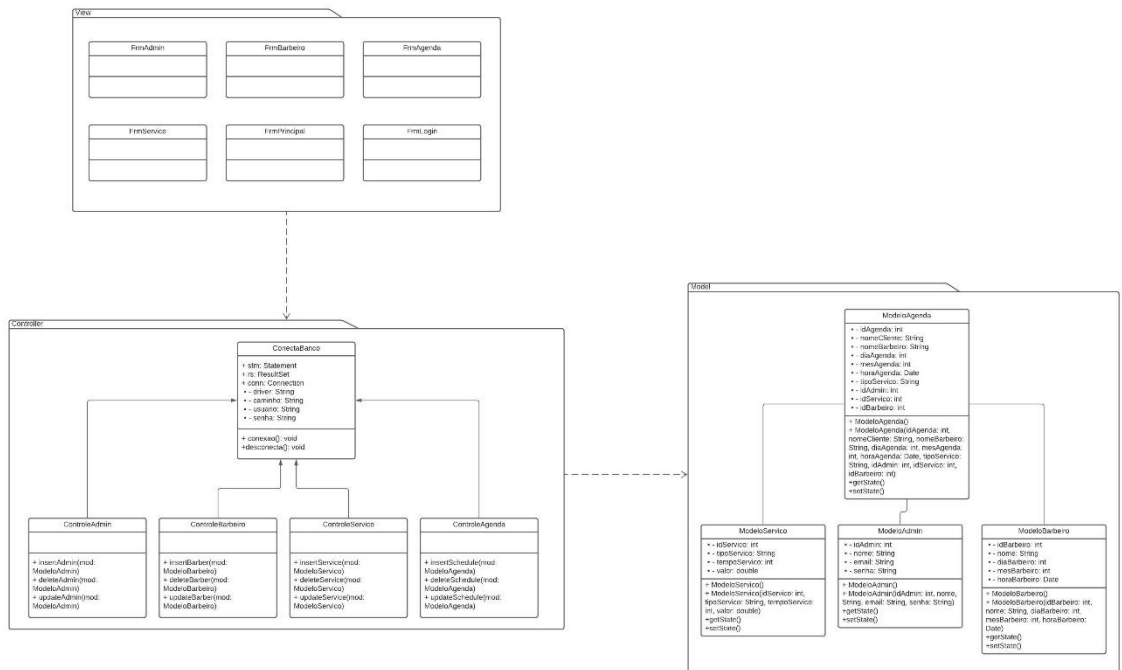 View
FrmAdmin
FrmBarbeiro
FrmAgenda
FrmServico
FrmPrincipal
FrmLogin
Controller
ConectaBanco
+ stm: Statement
+ rs: ResultSet
+ conn: Connection
• - driver: String
• - caminho: String
• - usuario: String
• - senha: String
+ conexao(): void
+desconecta(): void
ControleAdmin
+ insertAdmin(mod:
ModeloAdmin)
+ deleteAdmin(mod:
ModeloAdmin)
+ updateAdmin(mod:
ModeloAdmin)
ControleBarbeiro
+ insertBarber(mod:
ModeloBarbeiro)
+ deleteBarber(mod:
ModeloBarbeiro)
+ updateBarber(mod:
ModeloBarbeiro)
ControleServico
+ insertService(mod:
ModeloServico)
+ deleteService(mod:
ModeloServico)
+ updateService(mod:
ModeloServico)
ControleAgenda
+ insertSchedule(mod:
ModeloAgenda)
+ deleteSchedule(mod:
ModeloAgenda)
+ updateSchedule(mod:
ModeloAgenda)
Model
ModeloAgenda
• - idAgenda: int
• - nomeCliente: String
• - nomeBarbeiro: String
• - diaAgenda: int
• - mesAgenda: int
• - horaAgenda: Date
• - tipoServico: String
• - idAdmin: int
• - idServico: int
• - idBarbeiro: int
+ ModeloAgenda()
+ ModeloAgenda(idAgenda: int,
nomeCliente: String, nomeBarbeiro:
String, diaAgenda: int, mesAgenda:
int, horaAgenda: Date, tipoServico:
String, idAdmin: int, idServico: int,
idBarbeiro: int)
+getState()
+setState()
ModeloServico
• - idServico: int
• - tipoServico: String
• - tempoServico: int
• - valor: double
+ ModeloServico()
+ ModeloServico(idServico: int,
tipoServico: String, tempoServico:
int, valor: double)
+getState()
+setState()
ModeloAdmin
• - idAdmin: int
• - nome: String
• - email: String
• - senha: String
+ ModeloAdmin()
+ ModeloAdmin(idAdmin: int, nome,
String, email: String, senha: String)
+getState()
+setState()
ModeloBarbeiro
• - idBarbeiro: int
• - nome: String
• - diaBarbeiro: int
• - mesBarbeiro: int
• - horaBarbeiro: Date
+ ModeloBarbeiro()
+ ModeloBarbeiro(idBarbeiro: int,
nome: String, diaBarbeiro: int,
mesBarbeiro: int, horaBarbeiro:
Date)
+getState()
+setState()